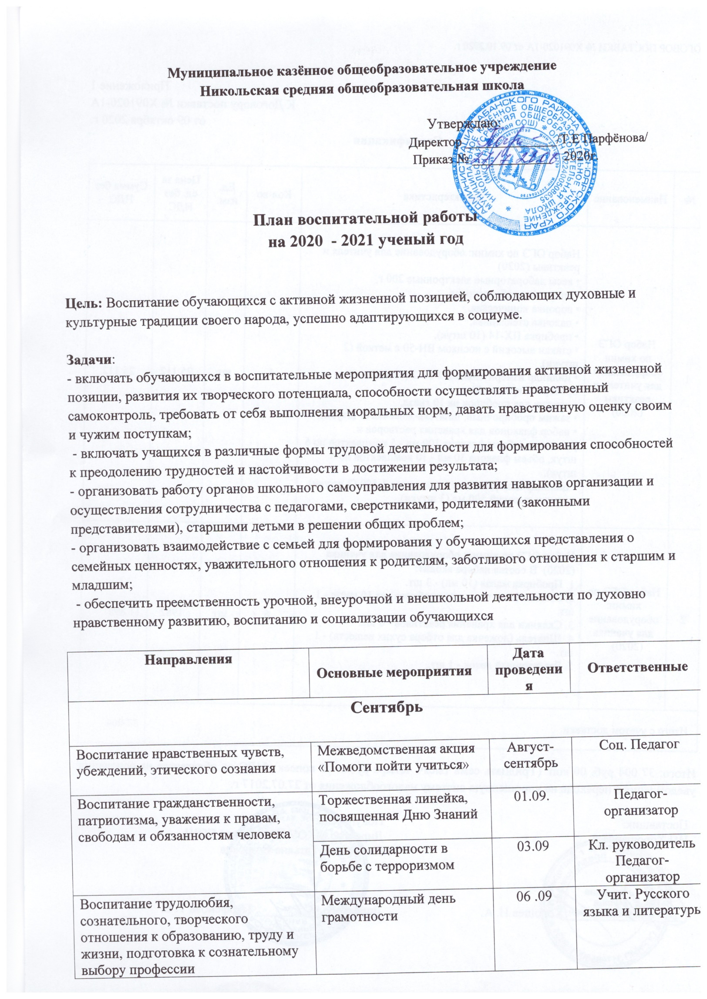 Муниципальное казённое общеобразовательное учреждение
Никольская средняя общеобразовательная школа
Утверждаю:
Директор /Т.Е Парфёнова/
Приказ № 2020г.
План воспитательной работы
на 2020 - 2021 ученый год
Цель: Воспитание обучающихся с активной жизненной позицией, соблюдающих духовные и
культурные традиции своего народа, успешно адаптирующихся в социуме.
Задачи:
- включать обучающихся в воспитательные мероприятия для формирования активной жизненной
позиции, развития их творческого потенциала, способности осуществлять нравственный
самоконтроль, требовать от себя выполнения моральных норм, давать нравственную оценку своим
и чужим поступкам;
- включать учащихся в различные формы трудовой деятельности для формирования способностей
к преодолению трудностей и настойчивости в достижении результата;
- организовать работу органов школьного самоуправления для развития навыков организации и
осуществления сотрудничества с педагогами, сверстниками, родителями (законными
представителями), старшими детьми в решении общих проблем;
- организовать взаимодействие с семьей для формирования у обучающихся представления о
семейных ценностях, уважительного отношения к родителям, заботливого отношения к старшим и
младшим;
- обеспечить преемственность урочной, внеурочной и внешкольной деятельности по духовно
нравственному развитию, воспитанию и социализации обучающихся
Направления
Основные мероприятия
Дата
проведени
я
Ответственные
Сентябрь
Воспитание нравственных чувств,
убеждений, этического сознания
Межведомственная акция
«Помоги пойти учиться»
Август-
сентябрь
Соц. Педагог
Воспитание гражданственности,
патриотизма, уважения к правам,
свободам и обязанностям человека
Торжественная линейка,
посвященная Дню Знаний
01.09.
Педагог-
организатор
День солидарности в
борьбе с терроризмом
03.09
Кл. руководитель
Педагог-
организатор
Воспитание трудолюбия,
сознательного, творческого
отношения к образованию, труду и
жизни, подготовка к сознательному
выбору профессии
Международный день
грамотности
06 .09
Учит. Русского
языка и литературы